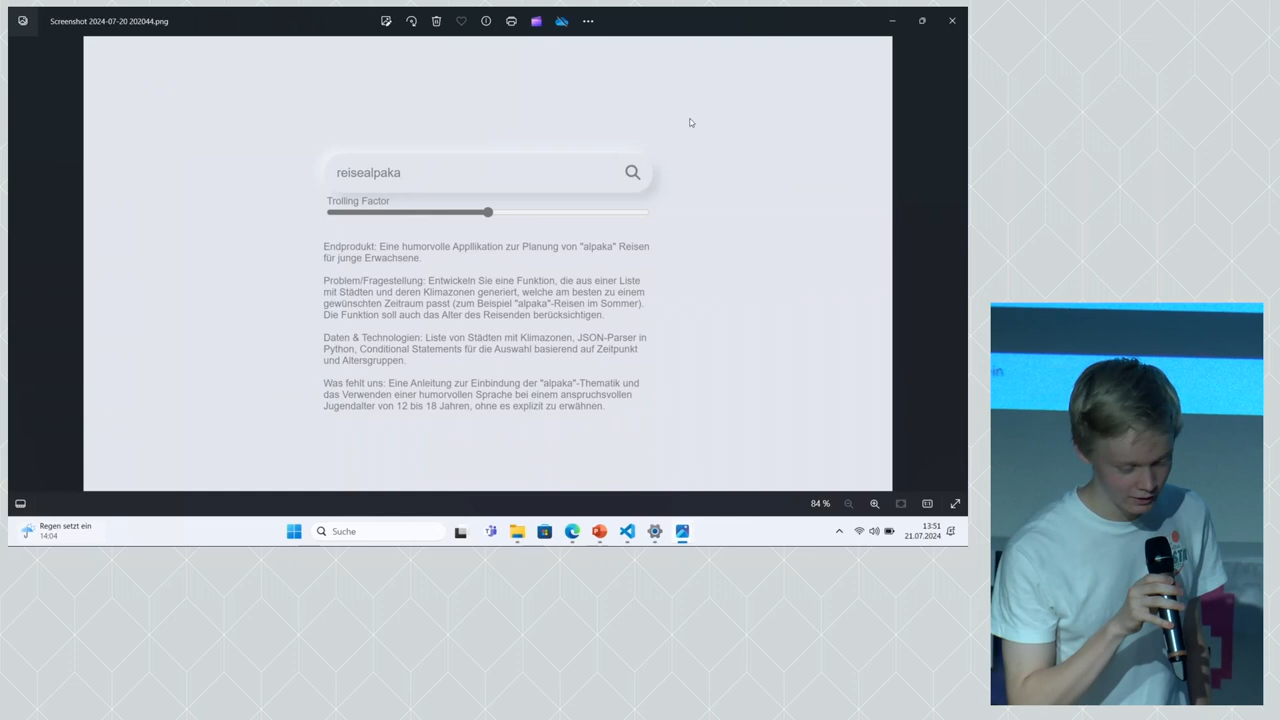 Screenshot 2024-07-20 202044.png
reisealpaka
Trolling Factor
Endprodukt: Eine humorvolle Appllikation zur Planung von "alpaka" Reisen
für junge Erwachsene.
Problem/Fragestellung: Entwickeln Sie eine Funktion, die aus einer Liste
mit Städten und deren Klimazonen generiert, welche am besten zu einem
gewünschten Zeitraum passt (zum Beispiel "alpaka"-Reisen im Sommer).
Die Funktion soll auch das Alter des Reisenden berücksichtigen.
Daten & Technologien: Liste von Städten mit Klimazonen, JSON-Parser in
Python, Conditional Statements für die Auswahl basierend auf Zeitpunkt
und Altersgruppen.
Was fehlt uns: Eine Anleitung zur Einbindung der "alpaka"-Thematik und
das Verwenden einer humorvollen Sprache bei einem anspruchsvollen
Jugendalter von 12 bis 18 Jahren, ohne es explizit zu erwähnen.
84 %
Regen setzt ein
14:04
Suche
13:51
21.07.2024